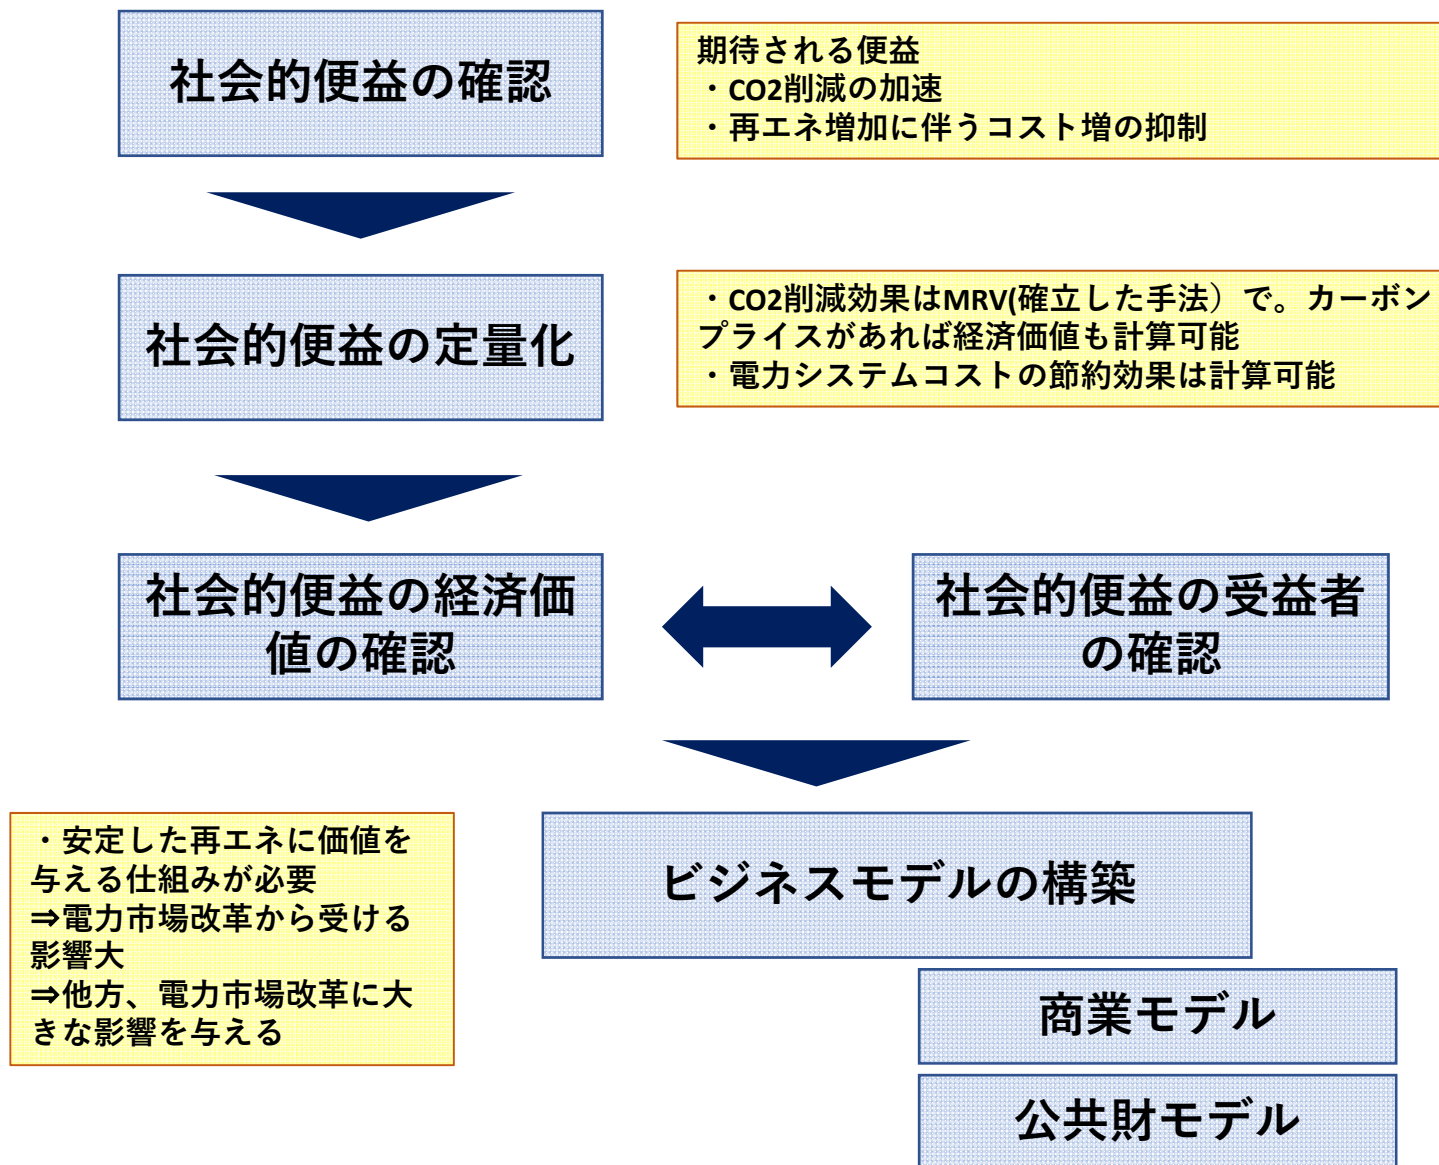 社会的便益の確認
期待される便益
・CO2削減の加速
・再エネ増加に伴うコスト増の抑制
社会的便益の定量化
・CO2削減効果はMRV(確立した手法）で。カーボン
プライスがあれば経済価値も計算可能
・電力システムコストの節約効果は計算可能
社会的便益の経済価
値の確認
社会的便益の受益者
の確認
・安定した再エネに価値を
与える仕組みが必要
⇒電力市場改革から受ける
影響大
⇒他方、電力市場改革に大
きな影響を与える
ビジネスモデルの構築
商業モデル
公共財モデル